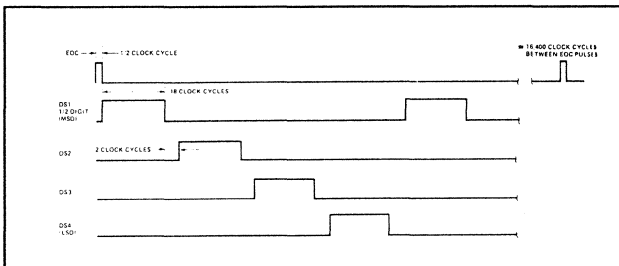 EOC
1/2 CLOCK CYCLE
≅ 16,400 CLOCK CYCLES
BETWEEN EOC PULSES
18 CLOCK CYCLES
DS1
1/2 DIGIT
(MSD)
2 CLOCK CYCLES
DS2
DS3
DS4
(LSD)